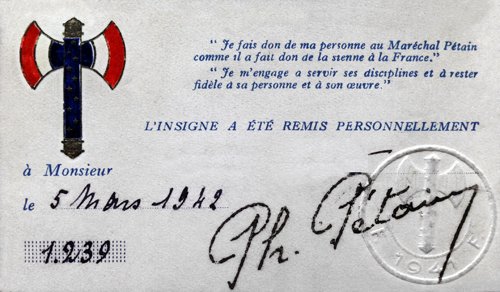 " Je fais don de ma personne au Maréchal Pétain
comme il a fait don de la sienne à la France."
" Je m'engage a servir ses disciplines et à rester
fidèle à sa personne et à son œuvre."
L'INSIGNE A ÉTÉ REMIS PERSONNELLEMENT
à Monsieur
le 5 Mars 1942
1.239
Ph. Pétain
1941